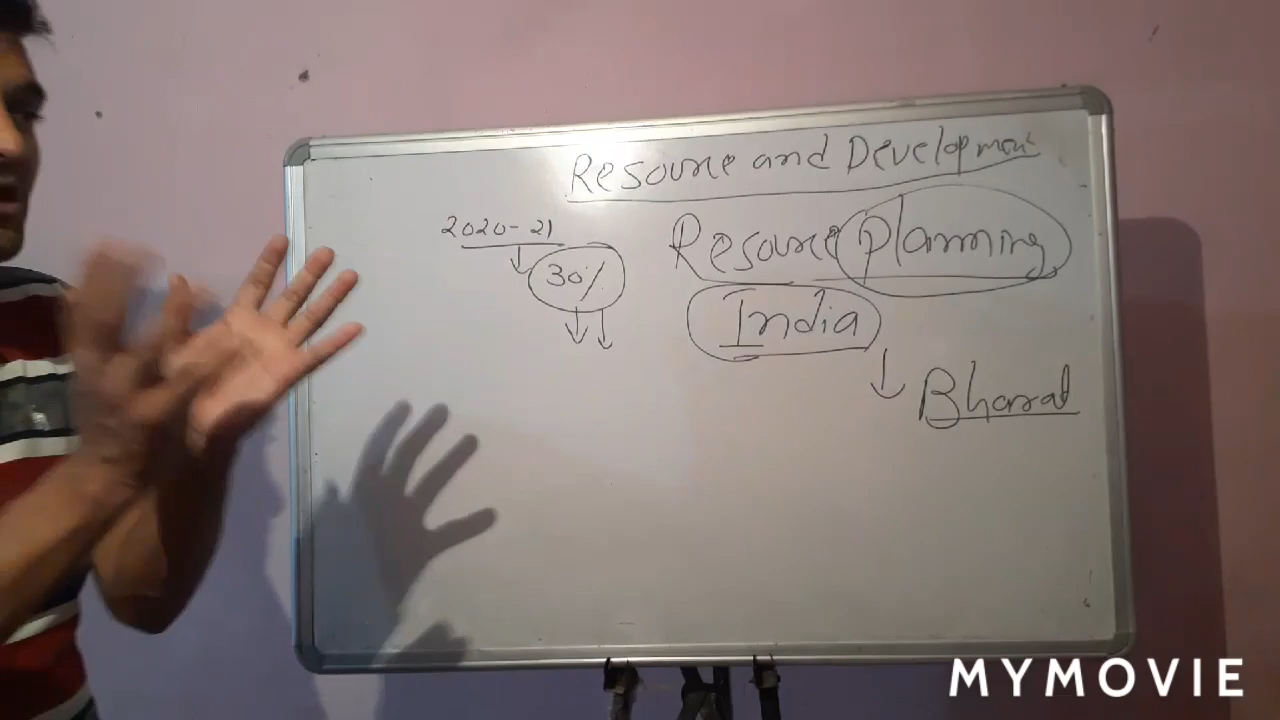 Resource and Development
2020-21
30%
Resource Planning
India
Bharat
MYMOVIE